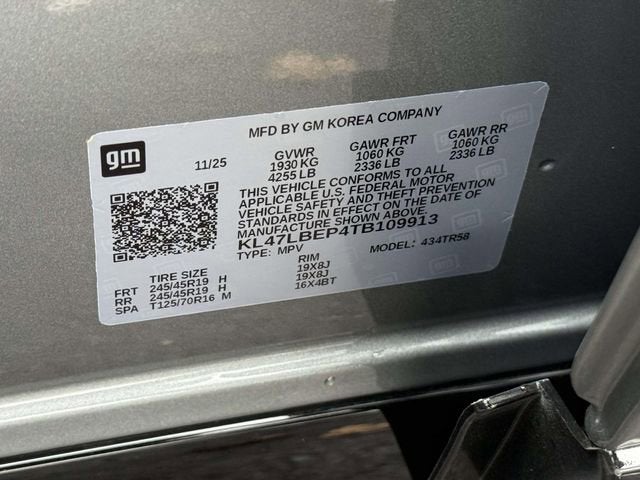 MFD BY GM KOREA COMPANY
gm
11/25
GVWR GAWR FRT GAWR RR
1930 KG 1060 KG 1060 KG
4255 LB 2336 LB 2336 LB
THIS VEHICLE CONFORMS TO ALL
APPLICABLE U.S. FEDERAL MOTOR
VEHICLE SAFETY AND THEFT PREVENTION
STANDARDS IN EFFECT ON THE DATE OF
MANUFACTURE SHOWN ABOVE.
KL47LBEP4TB109913
TYPE: MPV MODEL: 434TR58
TIRE SIZE RIM
FRT 245/45R19 H 19X8J
RR 245/45R19 H 19X8J
SPA T125/70R16 M 16X4BT